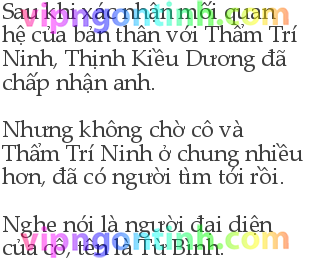 Sau khi xác nhận mối quan
hệ của bản thân với Thẩm Trí
Ninh, Thịnh Kiều Dương đã
chấp nhận anh.
Nhưng không chờ cô và
Thẩm Trí Ninh ở chung nhiều
hơn, đã có người tìm tới rồi.
Nghe nói là người đại diện
của cô, tên là Từ Bình.
vipngontinh.com
vipngontinh.com